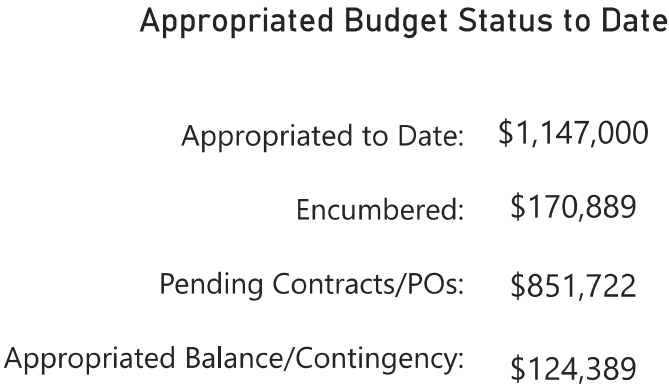 Appropriated Budget Status to Date
Appropriated to Date: $1,147,000
Encumbered: $170,889
Pending Contracts/POs: $851,722
Appropriated Balance/Contingency: $124,389